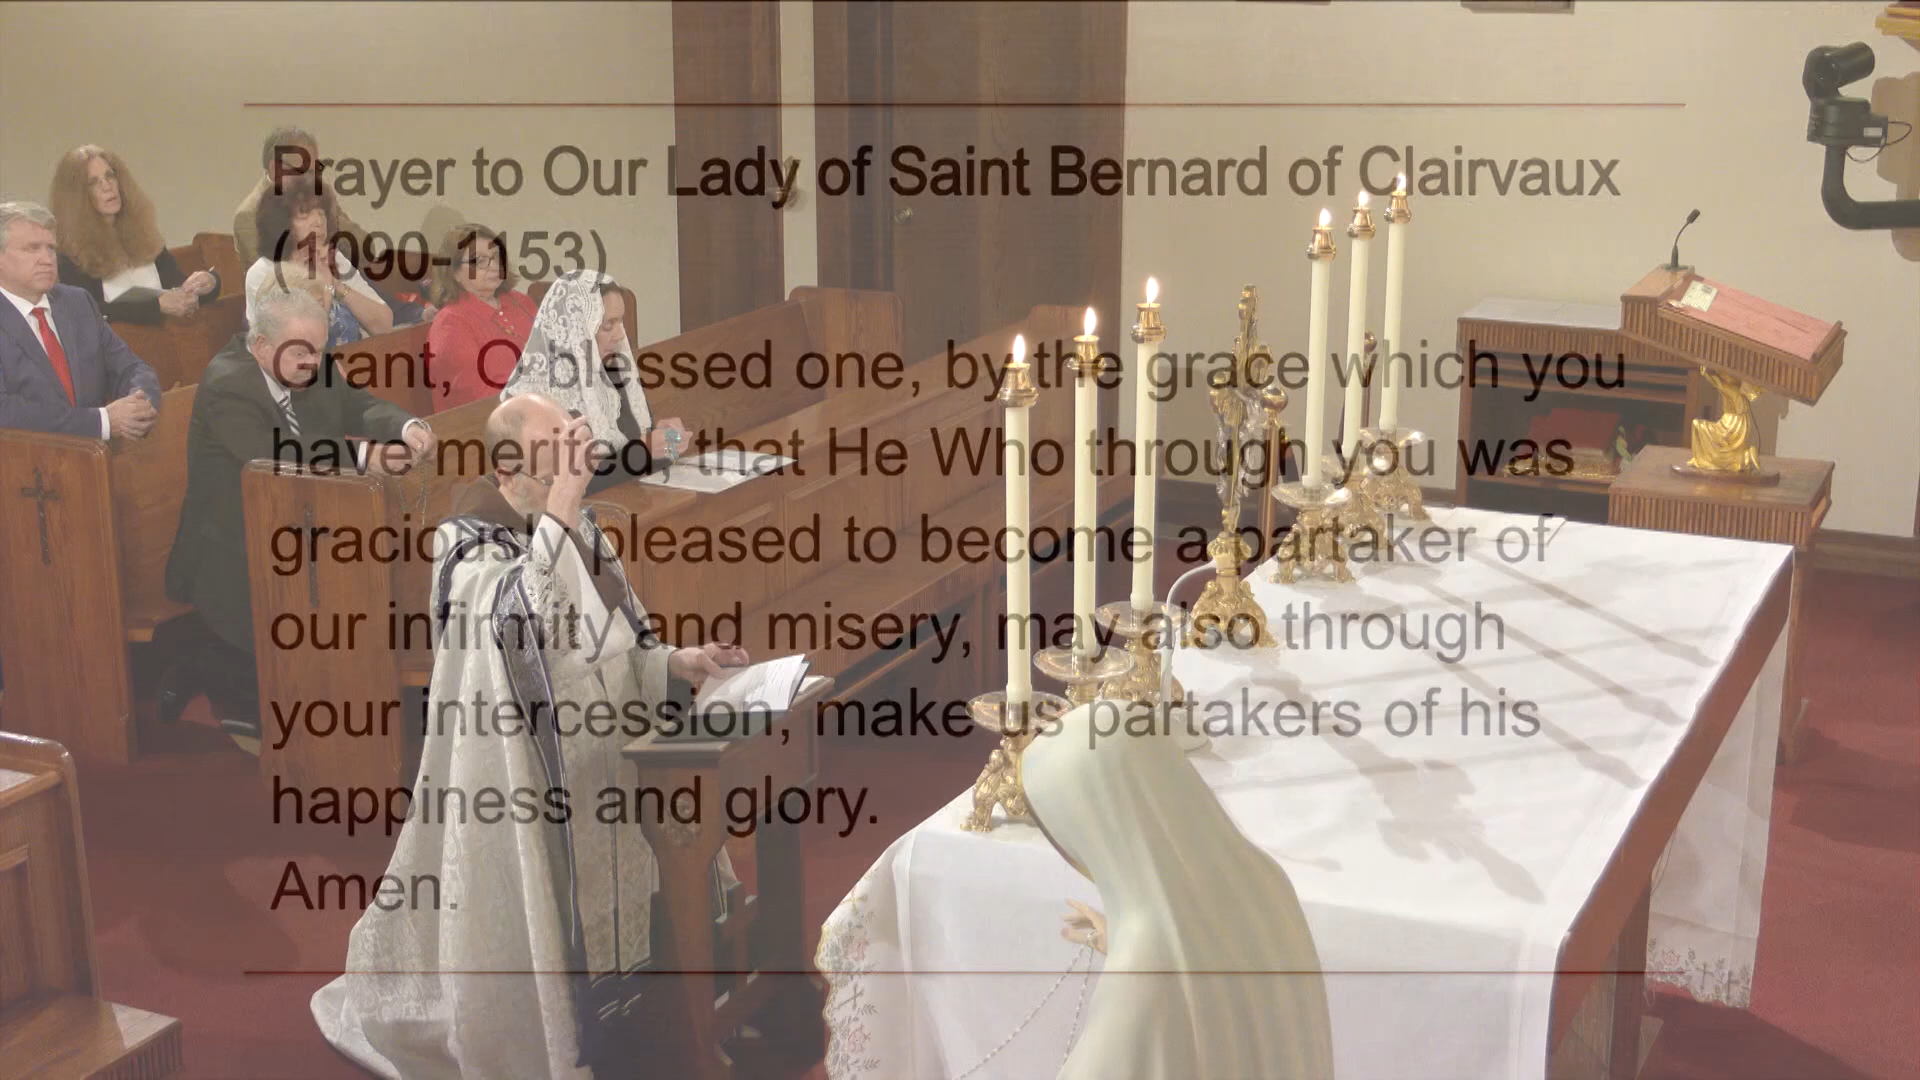 Prayer to Our Lady of Saint Bernard of Clairvaux
(1090-1153)
Grant, O blessed one, by the grace which you
have merited, that He Who through you was
graciously pleased to become a partaker of
our infirmity and misery, may also through
your intercession, make us partakers of his
happiness and glory.
Amen.